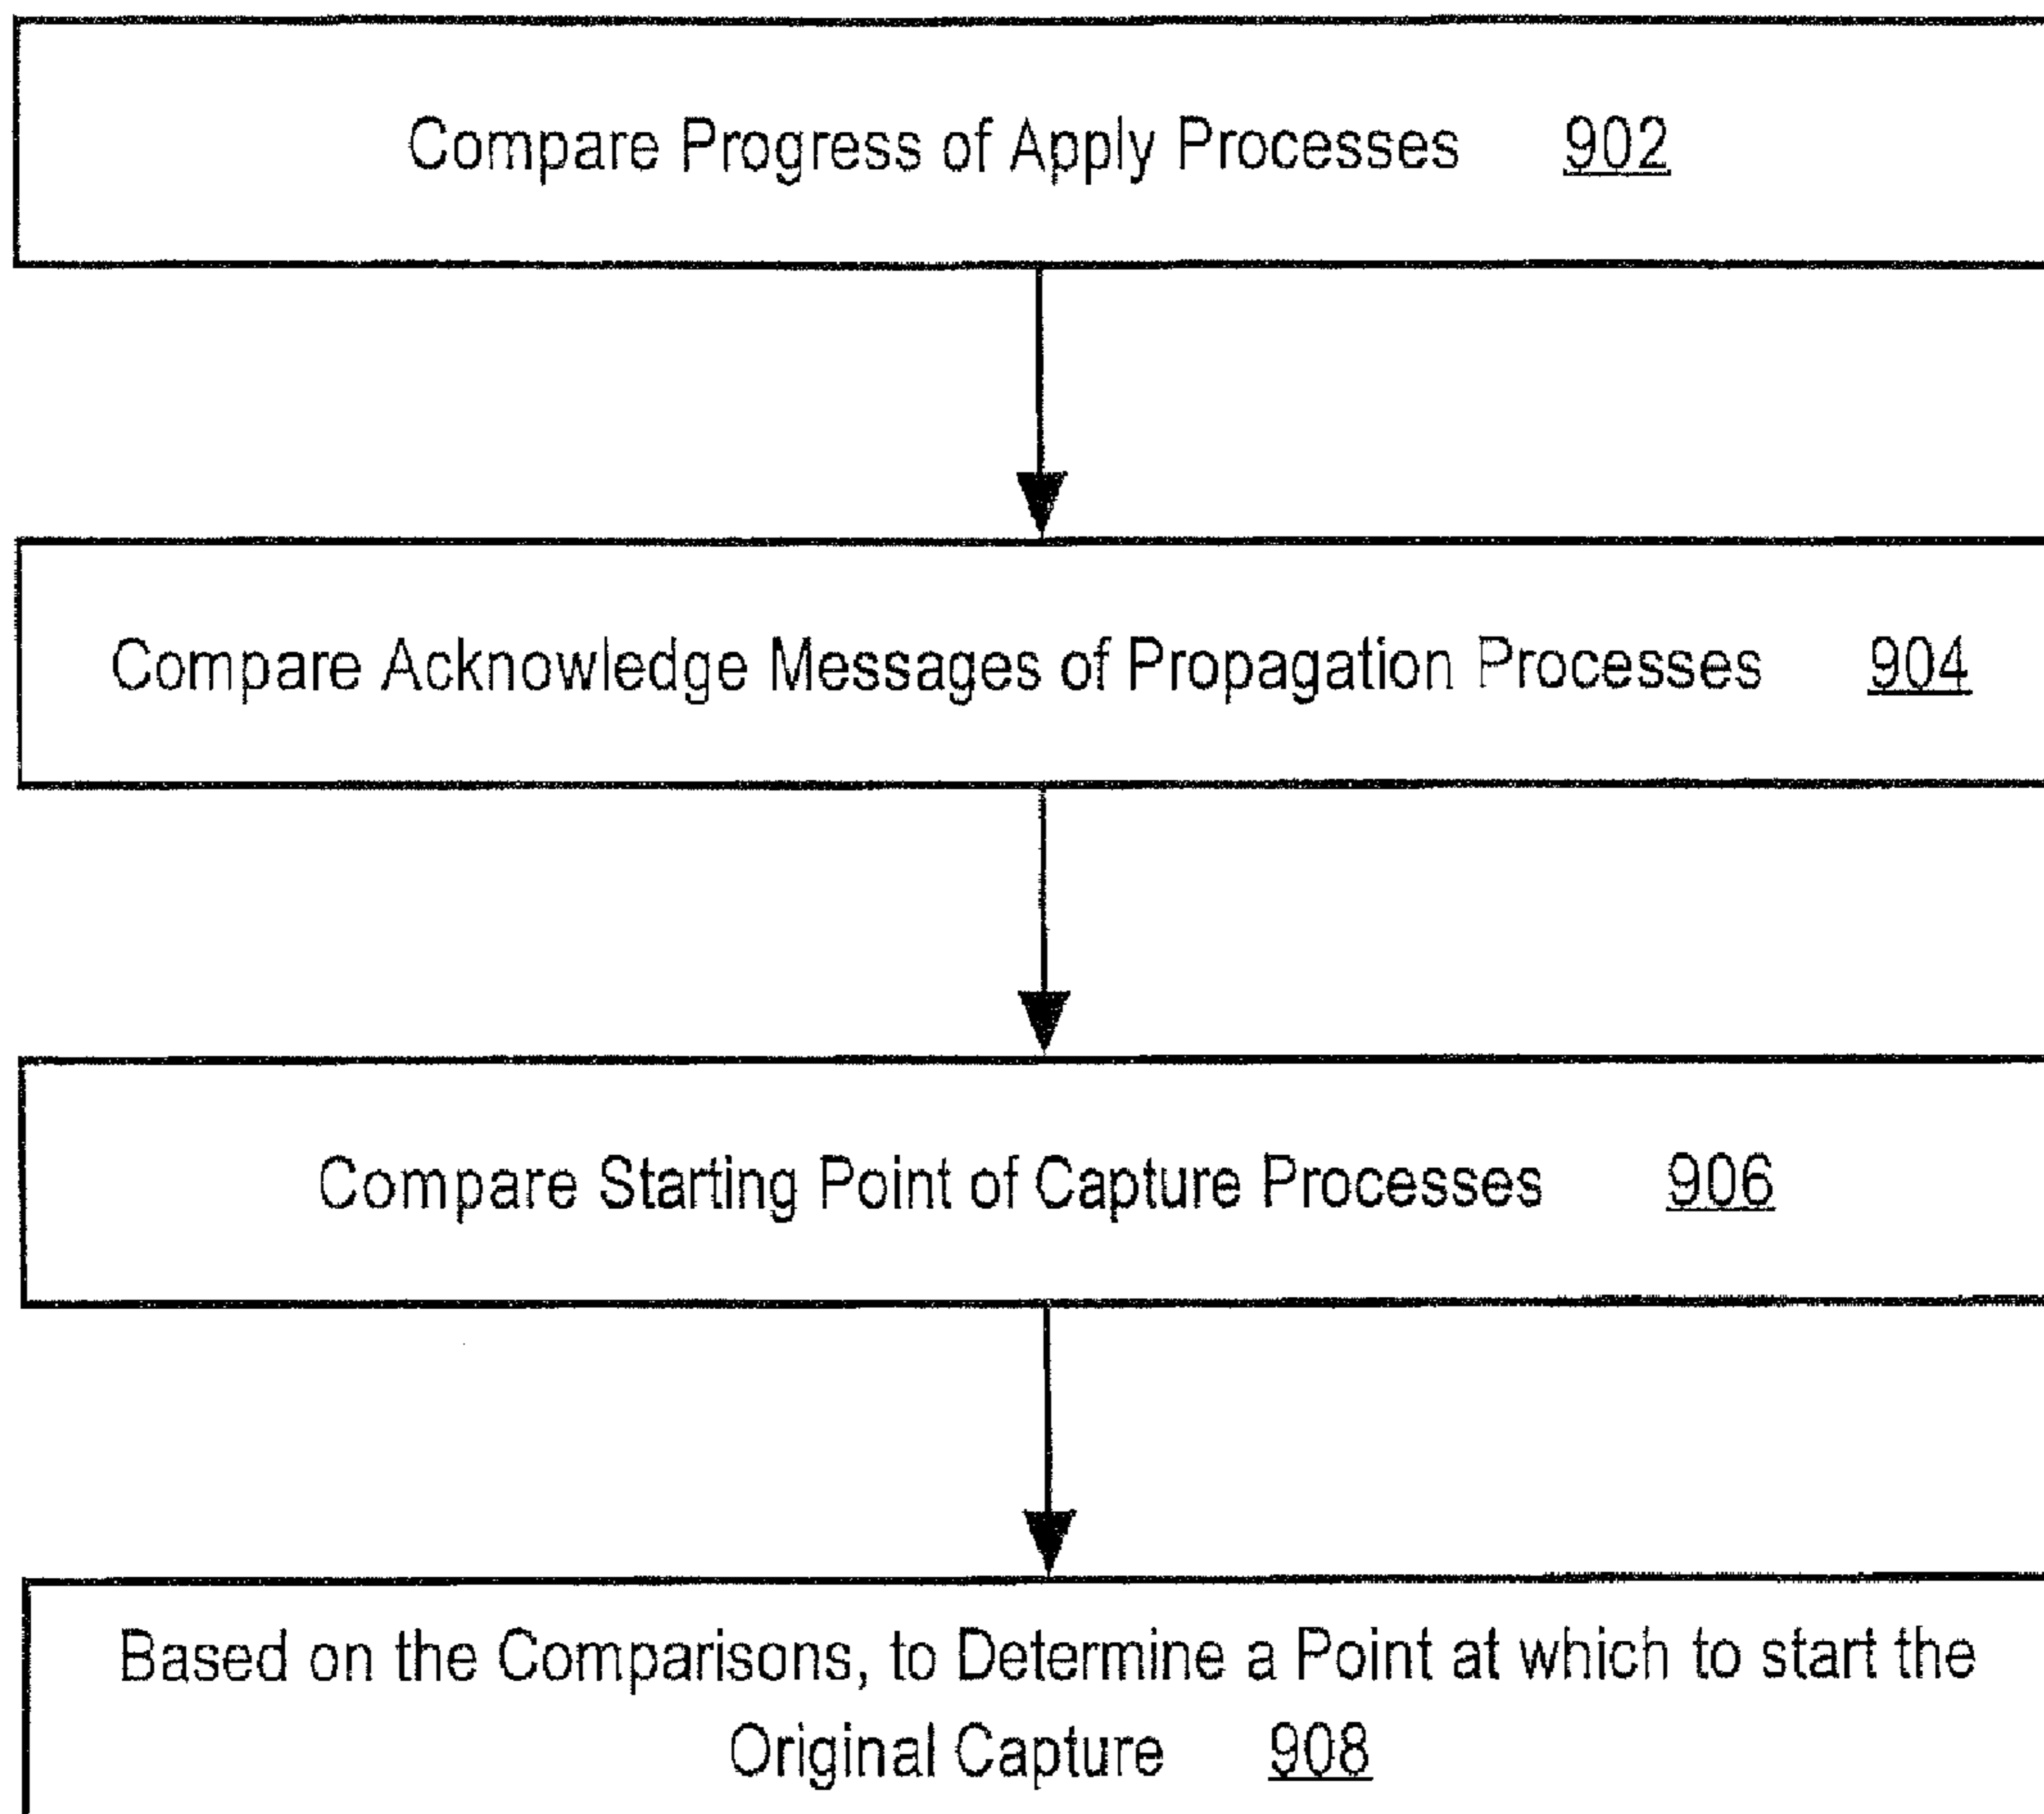 Compare Progress of Apply Processes 902
Compare Acknowledge Messages of Propagation Processes 904
Compare Starting Point of Capture Processes 906
Based on the Comparisons, to Determine a Point at which to start the
Original Capture 908